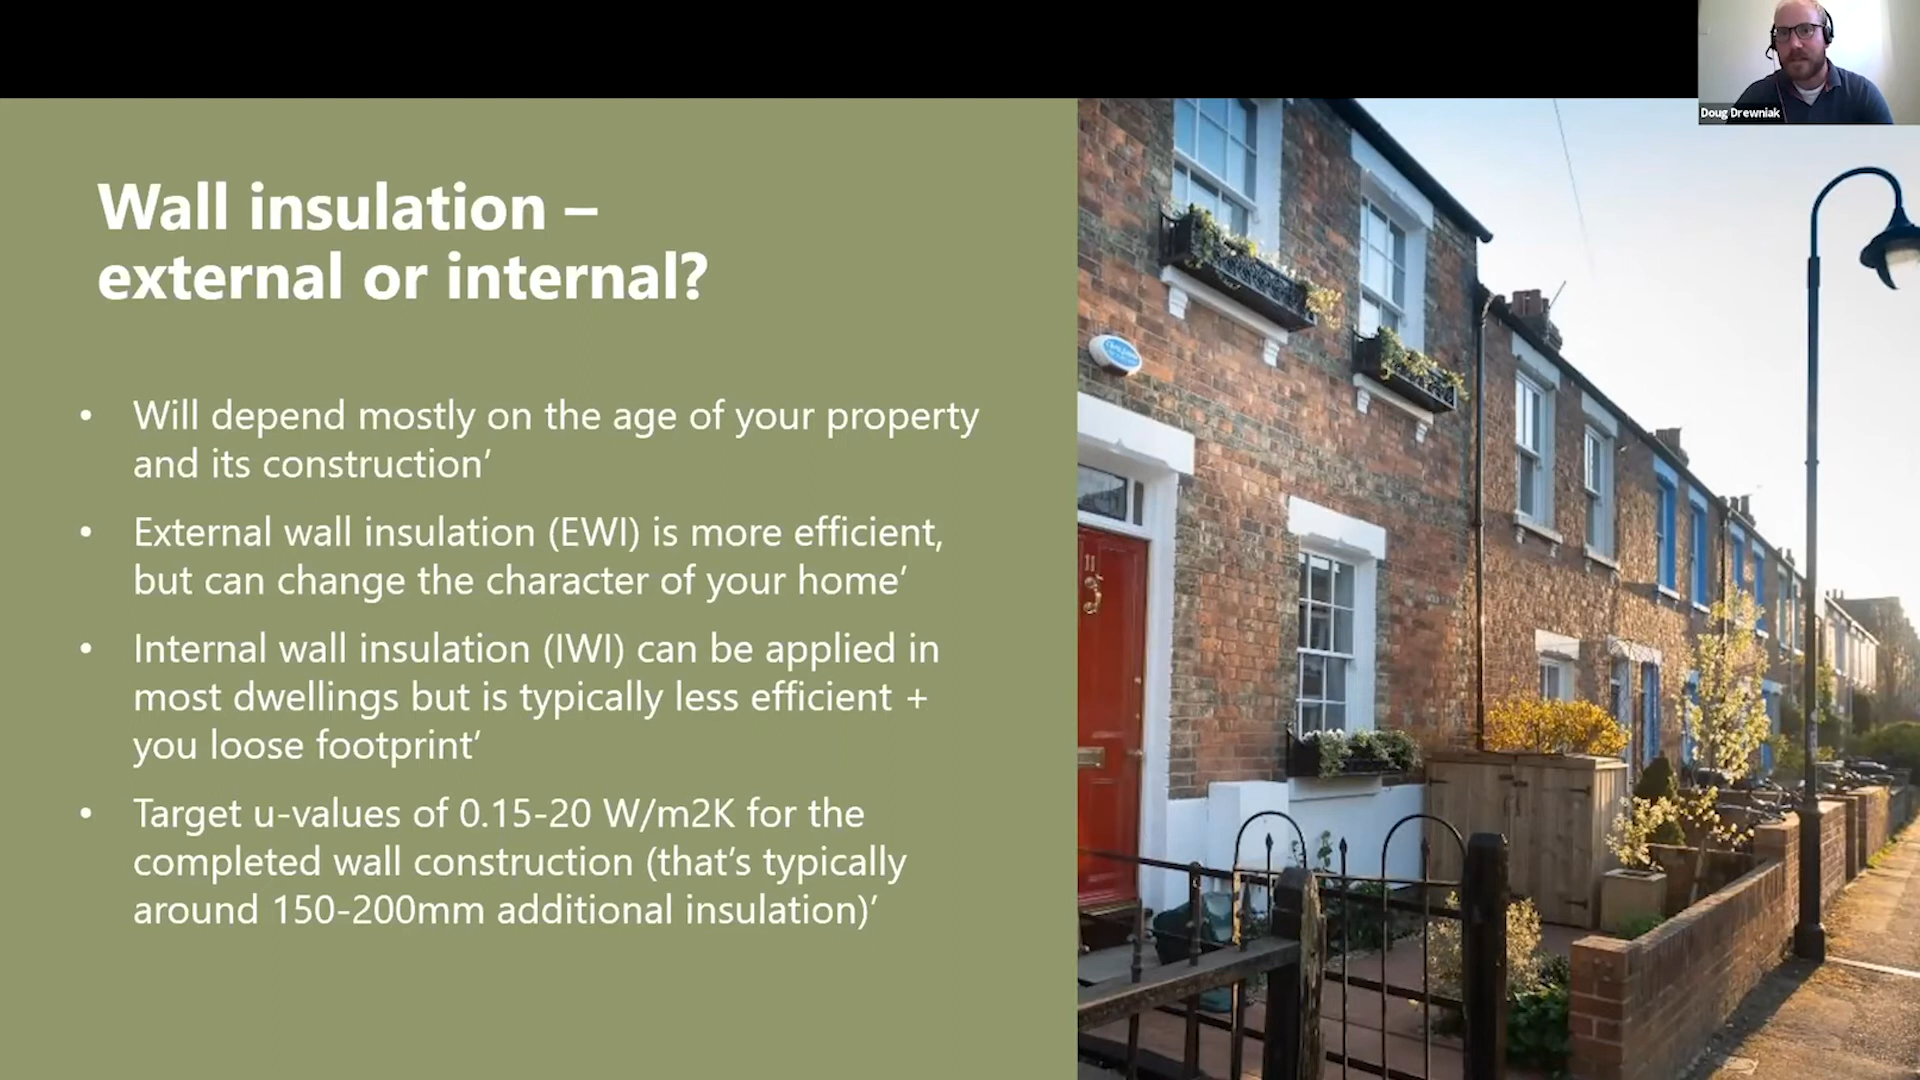 Doug Drewniak
Wall insulation –
external or internal?
• Will depend mostly on the age of your property
and its construction’
• External wall insulation (EWI) is more efficient,
but can change the character of your home’
• Internal wall insulation (IWI) can be applied in
most dwellings but is typically less efficient +
you loose footprint’
• Target u-values of 0.15-20 W/m2K for the
completed wall construction (that’s typically
around 150-200mm additional insulation)’
11